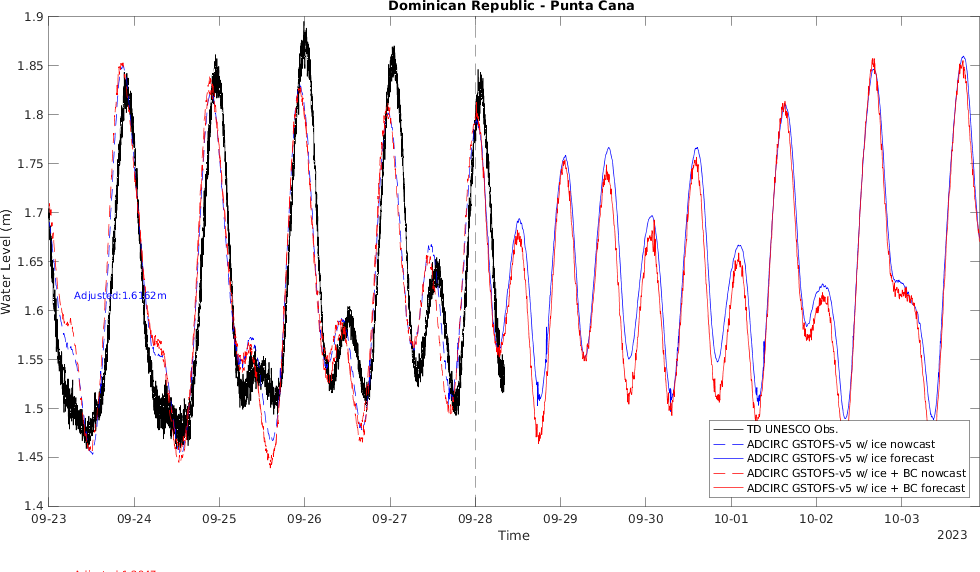 Dominican Republic - Punta Cana
1.9
1.85
1.8
1.75
1.7
1.65
1.6
1.55
1.5
1.45
1.4
Water Level (m)
Adjusted:1.6162m
TD UNESCO Obs.
ADCIRC GSTOFS-v5 w/ ice nowcast
ADCIRC GSTOFS-v5 w/ ice forecast
ADCIRC GSTOFS-v5 w/ ice + BC nowcast
ADCIRC GSTOFS-v5 w/ ice + BC forecast
09-23 09-24 09-25 09-26 09-27 09-28 09-29 09-30 10-01 10-02 10-03
Time
2023